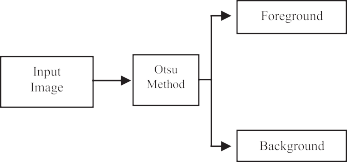 Input
Image
Otsu
Method
Foreground
Background